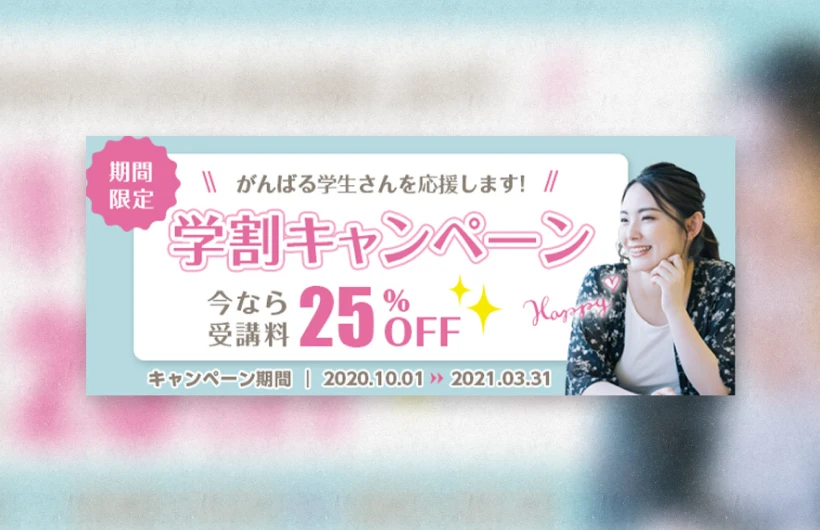 期間
限定
がんばる学生さんを応援します!
学割キャンペーン
今なら
受講料
25%
OFF
Happy
キャンペーン期間 | 2020.10.01 2021.03.31